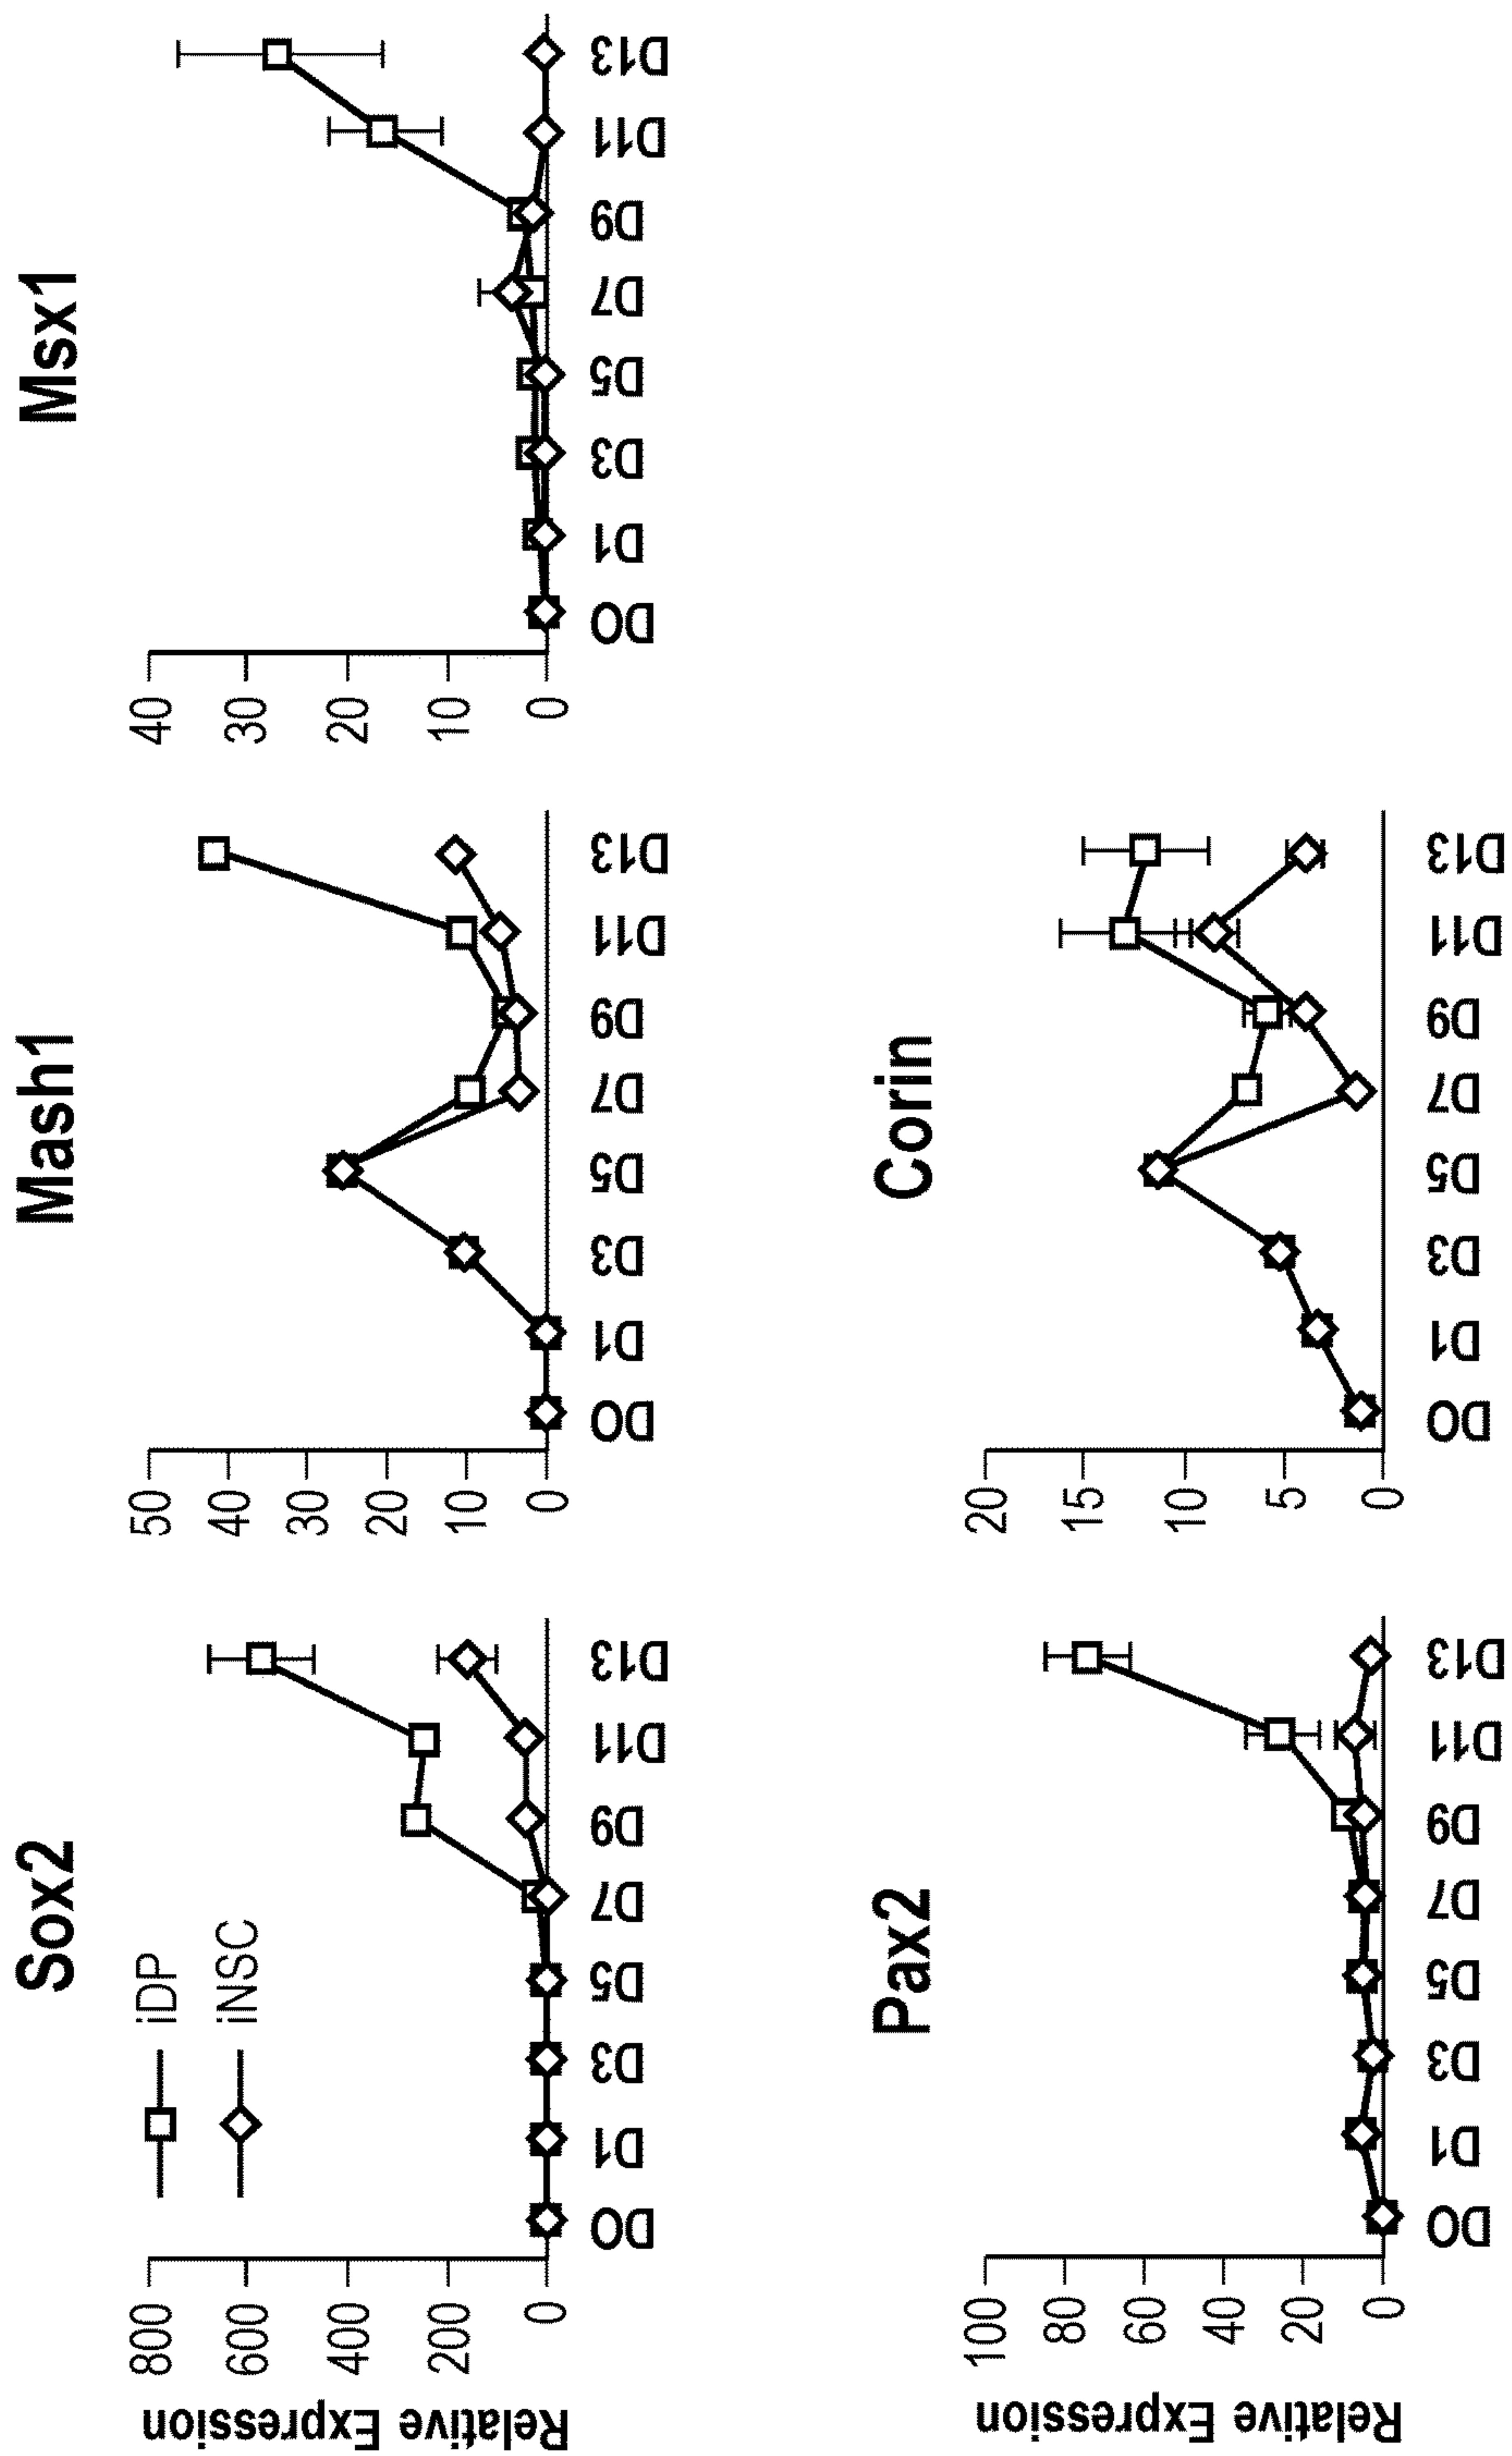 Sox2
iDP
iNSC
Relative Expression
800
600
400
200
0
D0
D1
D3
D5
D7
D9
D11
D13
Mash1
50
40
30
20
10
0
D0
D1
D3
D5
D7
D9
D11
D13
Msx1
40
30
20
10
0
D0
D1
D3
D5
D7
D9
D11
D13
Pax2
Relative Expression
100
80
60
40
20
0
D0
D1
D3
D5
D7
D9
D11
D13
Corin
20
15
10
5
0
D0
D1
D3
D5
D7
D9
D11
D13